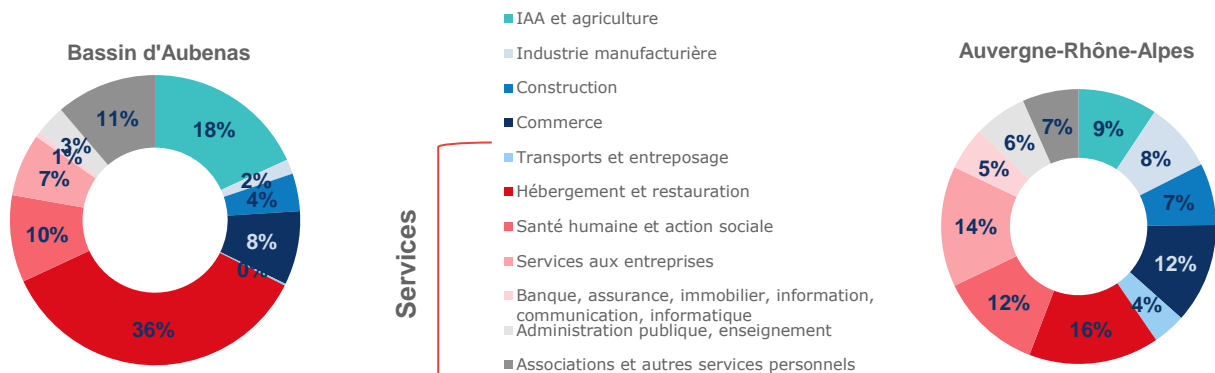 Bassin d'Aubenas
11%
18%
3%
1%
2%
7%
4%
10%
8%
0%
36%
Services
IAA et agriculture
Industrie manufacturière
Construction
Commerce
Transports et entreposage
Hébergement et restauration
Santé humaine et action sociale
Services aux entreprises
Banque, assurance, immobilier, information,
communication, informatique
Administration publique, enseignement
Associations et autres services personnels
Auvergne-Rhône-Alpes
7%
9%
6%
8%
5%
7%
14%
12%
4%
12%
16%